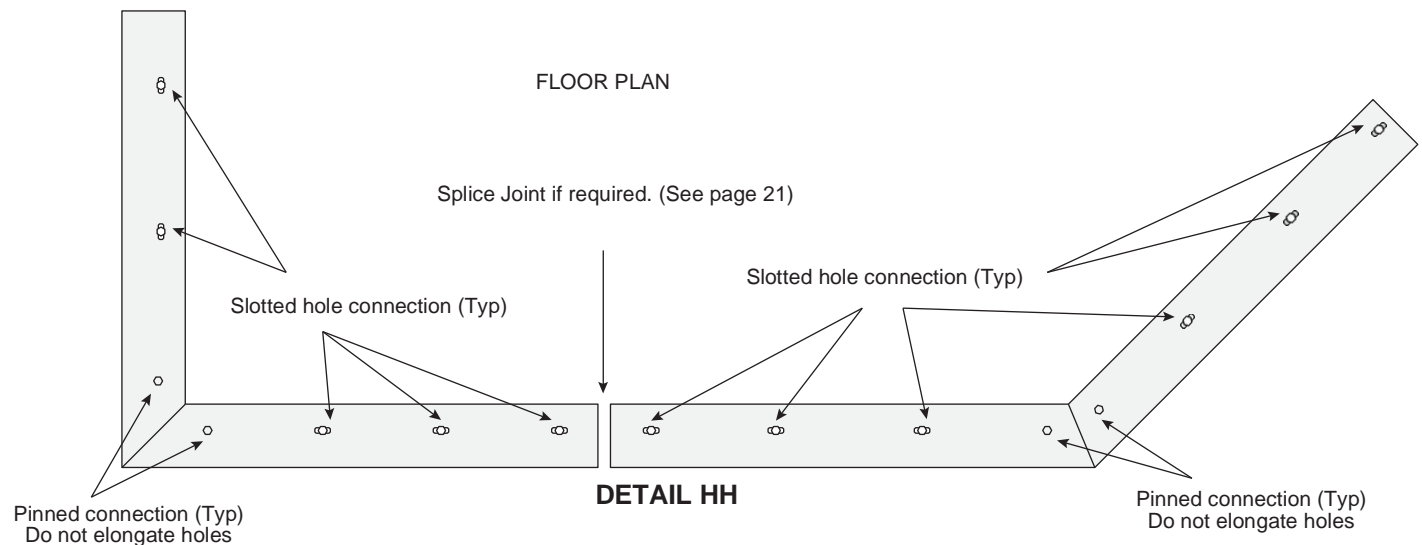 FLOOR PLAN
Splice Joint if required. (See page 21)
Slotted hole connection (Typ)
Slotted hole connection (Typ)
DETAIL HH
Pinned connection (Typ)
Do not elongate holes
Pinned connection (Typ)
Do not elongate holes